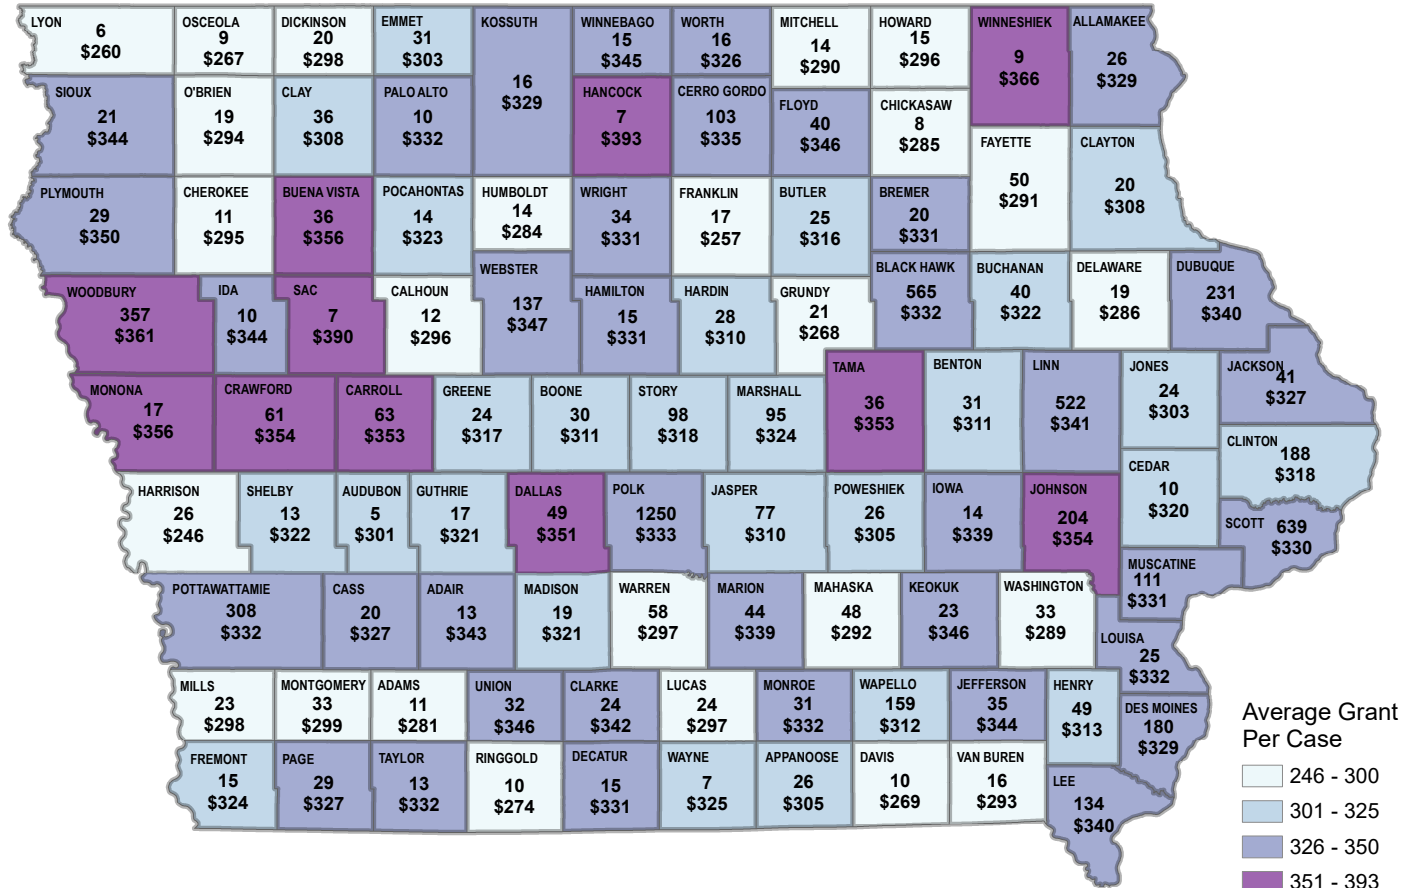 LYON
6
$260
OSCEOLA
9
$267
DICKINSON
20
$298
EMMET
31
$303
KOSSUTH
16
$329
WINNEBAGO
15
$345
WORTH
16
$326
MITCHELL
14
$290
HOWARD
15
$296
WINNESHIEK
9
$366
ALLAMAKEE
26
$329
SIOUX
21
$344
O'BRIEN
19
$294
CLAY
36
$308
PALO ALTO
10
$332
HANCOCK
7
$393
CERRO GORDO
103
$335
FLOYD
40
$346
CHICKASAW
8
$285
FAYETTE
50
$291
CLAYTON
20
$308
PLYMOUTH
29
$350
CHEROKEE
11
$295
BUENA VISTA
36
$356
POCAHONTAS
14
$323
HUMBOLDT
14
$284
WRIGHT
34
$331
FRANKLIN
17
$257
BUTLER
25
$316
BREMER
20
$331
WOODBURY
357
$361
IDA
10
$344
SAC
7
$390
CALHOUN
12
$296
WEBSTER
137
$347
HAMILTON
15
$331
HARDIN
28
$310
GRUNDY
21
$268
BLACK HAWK
565
$332
BUCHANAN
40
$322
DELAWARE
19
$286
DUBUQUE
231
$340
MONONA
17
$356
CRAWFORD
61
$354
CARROLL
63
$353
GREENE
24
$317
BOONE
30
$311
STORY
98
$318
MARSHALL
95
$324
TAMA
36
$353
BENTON
31
$311
LINN
522
$341
JONES
24
$303
JACKSON
41
$327
CLINTON
188
$318
CEDAR
10
$320
HARRISON
26
$246
SHELBY
13
$322
AUDUBON
5
$301
GUTHRIE
17
$321
DALLAS
49
$351
POLK
1250
$333
JASPER
77
$310
POWESHIEK
26
$305
IOWA
14
$339
JOHNSON
204
$354
SCOTT
639
$330
MUSCATINE
111
$331
POTTAWATTAMIE
308
$332
CASS
20
$327
ADAIR
13
$343
MADISON
19
$321
WARREN
58
$297
MARION
44
$339
MAHASKA
48
$292
KEOKUK
23
$346
WASHINGTON
33
$289
LOUISA
25
$332
MILLS
23
$298
MONTGOMERY
33
$299
ADAMS
11
$281
UNION
32
$346
CLARKE
24
$342
LUCAS
24
$297
MONROE
31
$332
WAPELLO
159
$312
JEFFERSON
35
$344
HENRY
49
$313
DES MOINES
180
$329
FREMONT
15
$324
PAGE
29
$327
TAYLOR
13
$332
RINGGOLD
10
$274
DECATUR
15
$331
WAYNE
7
$325
APPANOOSE
26
$305
DAVIS
10
$269
VAN BUREN
16
$293
LEE
134
$340
Average Grant
Per Case
246 - 300
301 - 325
326 - 350
351 - 393